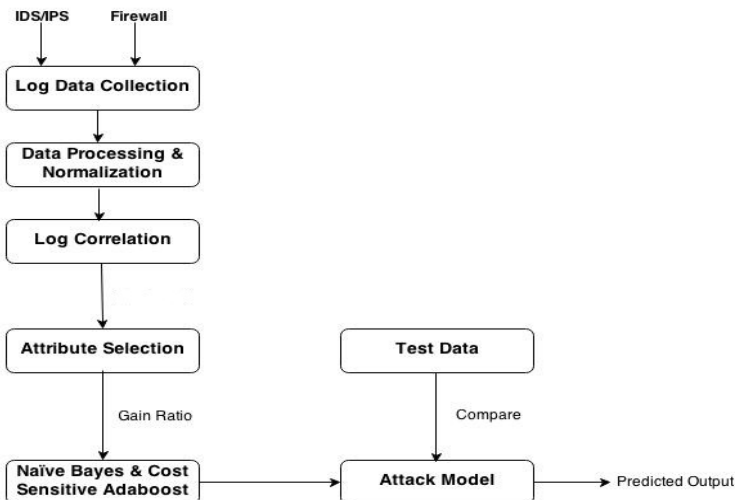 IDS/IPS
Firewall
Log Data Collection
Data Processing &
Normalization
Log Correlation
Attribute Selection
Test Data
Gain Ratio
Compare
Naïve Bayes & Cost
Sensitive Adaboost
Attack Model
Predicted Output